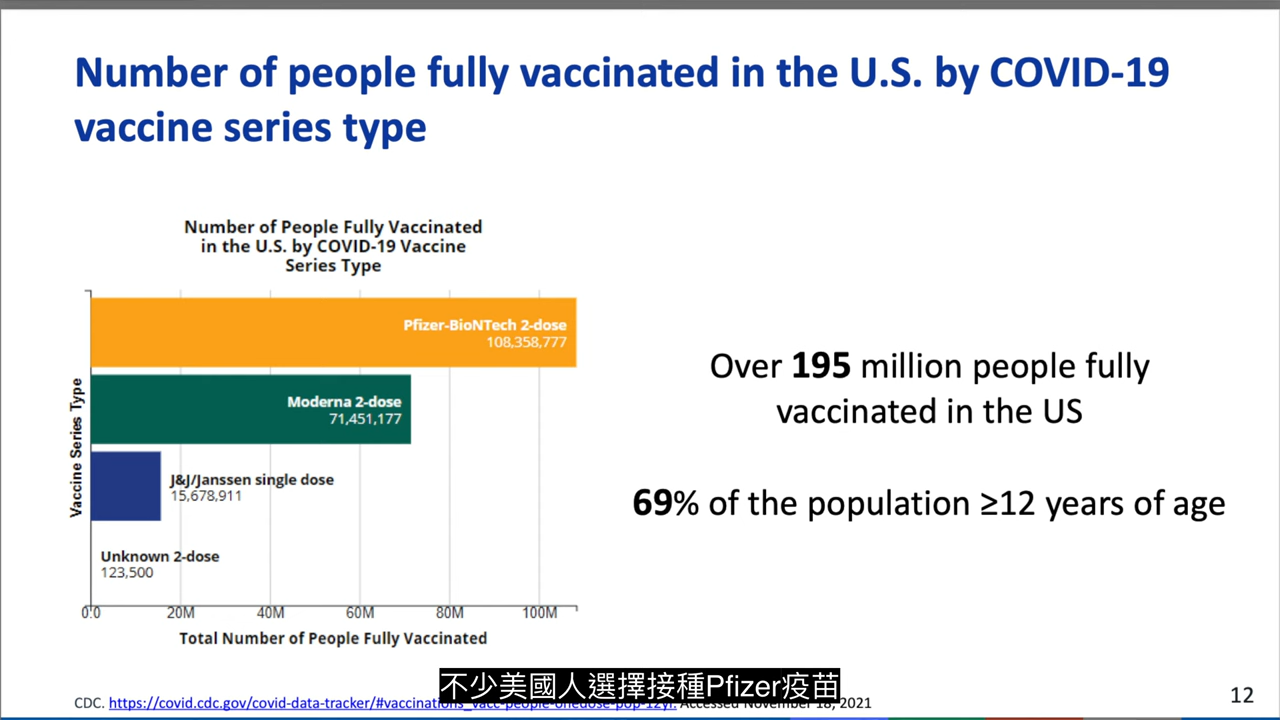 Number of people fully vaccinated in the U.S. by COVID-19
vaccine series type
Number of People Fully Vaccinated
in the U.S. by COVID-19 Vaccine
Series Type
Vaccine Series Type
Pfizer-BioNTech 2-dose
108,358,777
Moderna 2-dose
71,451,177
J&J/Janssen single dose
15,678,911
Unknown 2-dose
123,500
0.0 20M 40M 60M 80M 100M
Total Number of People Fully Vaccinated
Over 195 million people fully
vaccinated in the US
69% of the population ≥12 years of age
不少美國人選擇接種Pfizer疫苗
CDC. https://covid.cdc.gov/covid-data-tracker/#vaccinations_vacc-people-onedose-pop-12yr. Accessed November 18, 2021
12